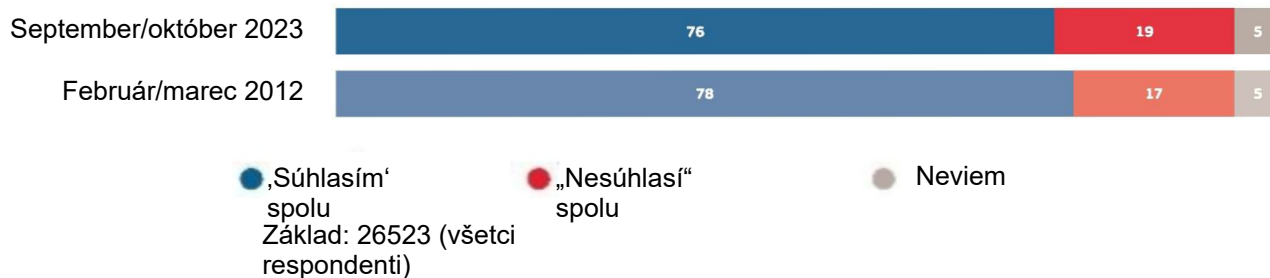 September/október 2023
76
19
5
Február/marec 2012
78
17
5
‚Súhlasím‘
spolu
„Nesúhlasí“
spolu
Neviem
Základ: 26523 (všetci
respondenti)